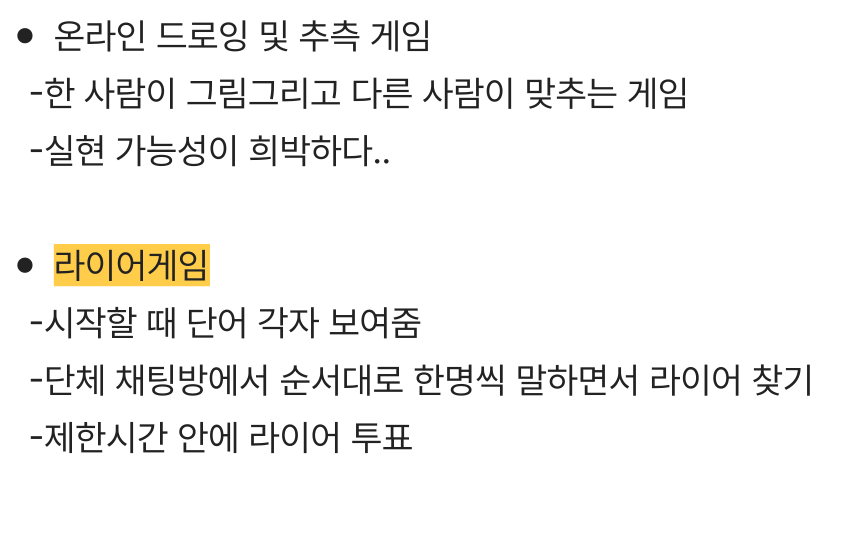 ● 온라인 드로잉 및 추측 게임
-한 사람이 그림그리고 다른 사람이 맞추는 게임
-실현 가능성이 희박하다..
● 라이어게임
-시작할 때 단어 각자 보여줌
-단체 채팅방에서 순서대로 한명씩 말하면서 라이어 찾기
-제한시간 안에 라이어 투표